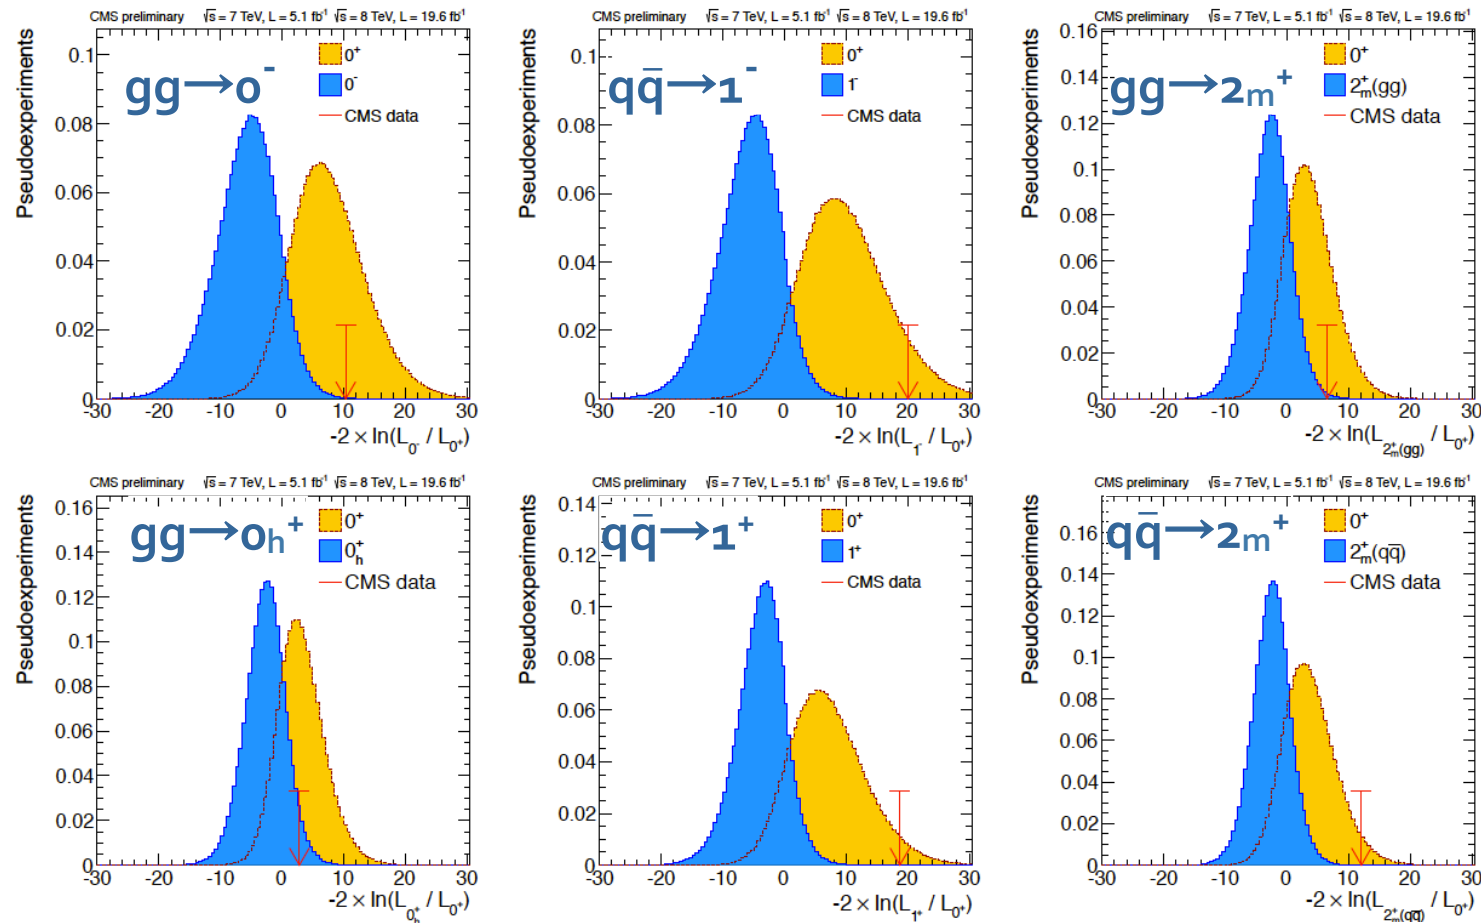 CMS preliminary √s = 7 TeV, L = 5.1 fb⁻¹ √s = 8 TeV, L = 19.6 fb⁻¹
Pseudoexperiments
gg→0⁻
0⁺
0⁻
CMS data
0.1
0.08
0.06
0.04
0.02
0
-30 -20 -10 0 10 20 30
-2 × ln(L₀₋ / L₀₊)
CMS preliminary √s = 7 TeV, L = 5.1 fb⁻¹ √s = 8 TeV, L = 19.6 fb⁻¹
Pseudoexperiments
qq̄→1⁻
0⁺
1⁻
CMS data
0.1
0.08
0.06
0.04
0.02
0
-30 -20 -10 0 10 20 30
-2 × ln(L₁₋ / L₀₊)
CMS preliminary √s = 7 TeV, L = 5.1 fb⁻¹ √s = 8 TeV, L = 19.6 fb⁻¹
Pseudoexperiments
gg→2ₘ⁺
0⁺
2⁺ₘ(gg)
CMS data
0.16
0.14
0.12
0.1
0.08
0.06
0.04
0.02
0
-30 -20 -10 0 10 20 30
-2 × ln(L₂⁺ₘ(gg) / L₀₊)
CMS preliminary √s = 7 TeV, L = 5.1 fb⁻¹ √s = 8 TeV, L = 19.6 fb⁻¹
Pseudoexperiments
gg→0ₕ⁺
0⁺
0⁺ₕ
CMS data
0.16
0.14
0.12
0.1
0.08
0.06
0.04
0.02
0
-30 -20 -10 0 10 20 30
-2 × ln(L₀⁺ₕ / L₀₊)
CMS preliminary √s = 7 TeV, L = 5.1 fb⁻¹ √s = 8 TeV, L = 19.6 fb⁻¹
Pseudoexperiments
qq̄→1⁺
0⁺
1⁺
CMS data
0.14
0.12
0.1
0.08
0.06
0.04
0.02
0
-30 -20 -10 0 10 20 30
-2 × ln(L₁₊ / L₀₊)
CMS preliminary √s = 7 TeV, L = 5.1 fb⁻¹ √s = 8 TeV, L = 19.6 fb⁻¹
Pseudoexperiments
qq̄→2ₘ⁺
0⁺
2⁺ₘ(qq̄)
CMS data
0.16
0.14
0.12
0.1
0.08
0.06
0.04
0.02
0
-30 -20 -10 0 10 20 30
-2 × ln(L₂⁺ₘ(qq̄) / L₀₊)